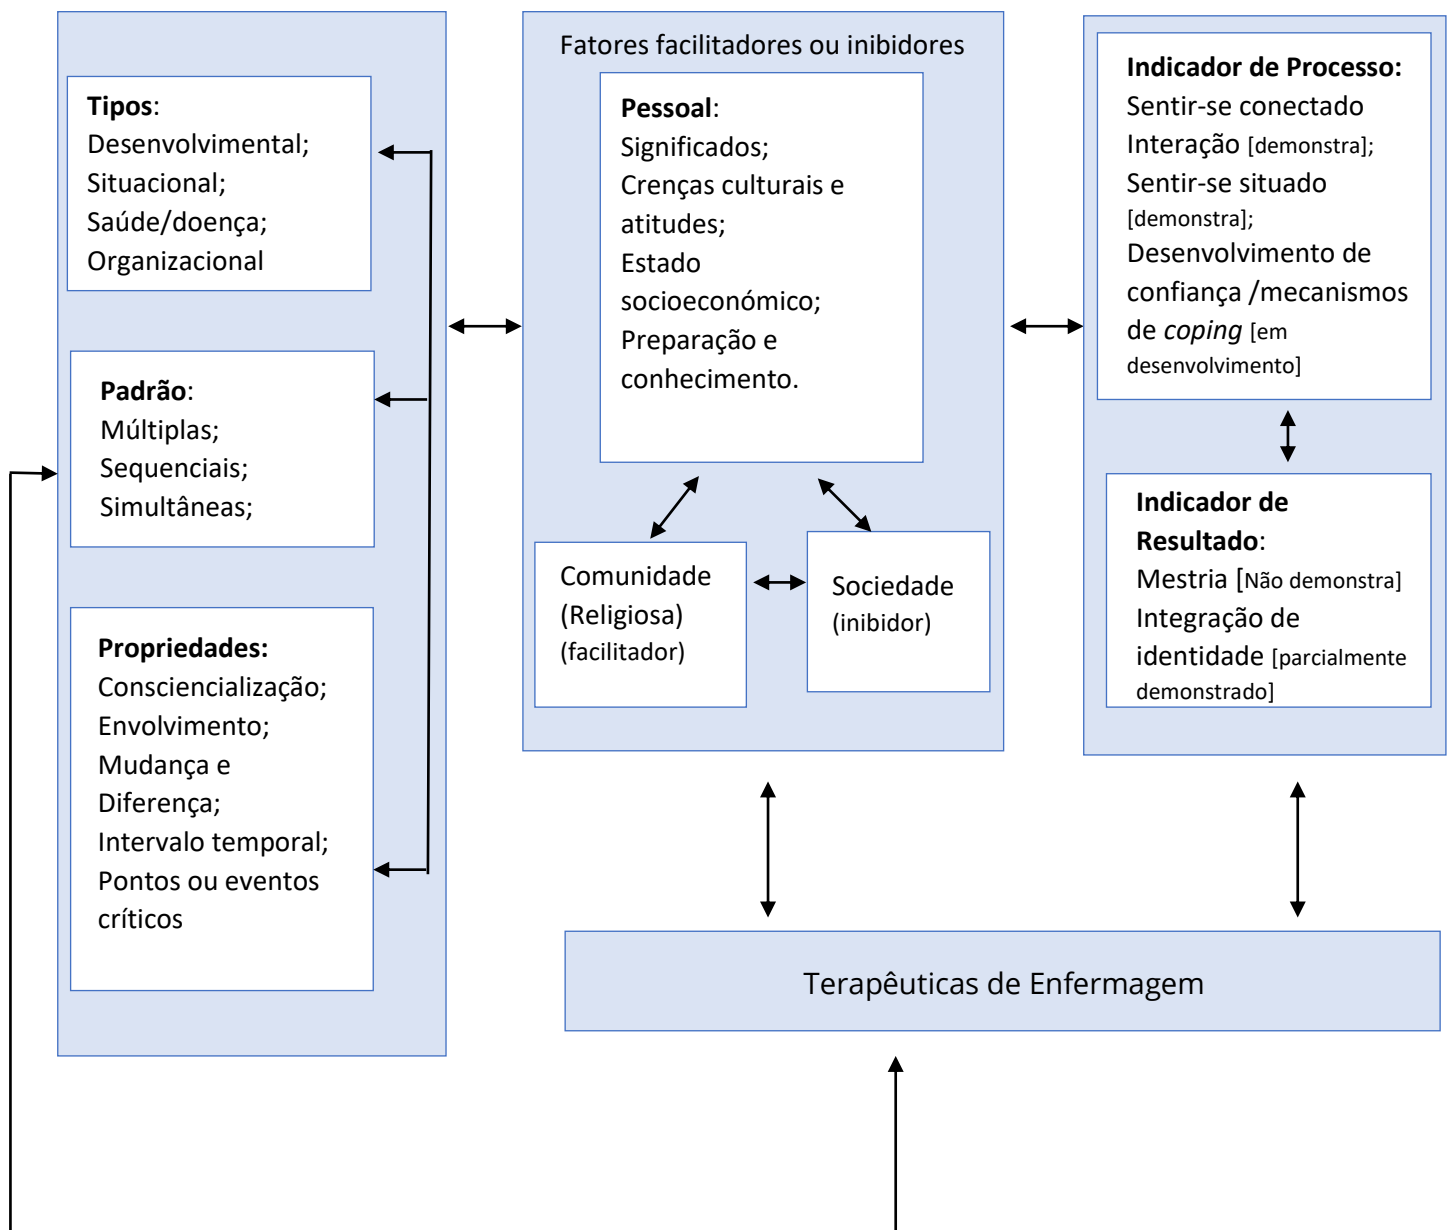 Tipos:
Desenvolvimental;
Situacional;
Saúde/doença;
Organizacional
Padrão:
Múltiplas;
Sequenciais;
Simultâneas;
Propriedades:
Consciencialização;
Envolvimento;
Mudança e
Diferença;
Intervalo temporal;
Pontos ou eventos
críticos
Fatores facilitadores ou inibidores
Pessoal:
Significados;
Crenças culturais e
atitudes;
Estado
socioeconómico;
Preparação e
conhecimento.
Comunidade
(Religiosa)
(facilitador)
Sociedade
(inibidor)
Indicador de Processo:
Sentir-se conectado
Interação [demonstra];
Sentir-se situado
[demonstra];
Desenvolvimento de
confiança /mecanismos
de coping [em
desenvolvimento]
Indicador de
Resultado:
Mestria [Não demonstra]
Integração de
identidade [parcialmente
demonstrado]
Terapêuticas de Enfermagem